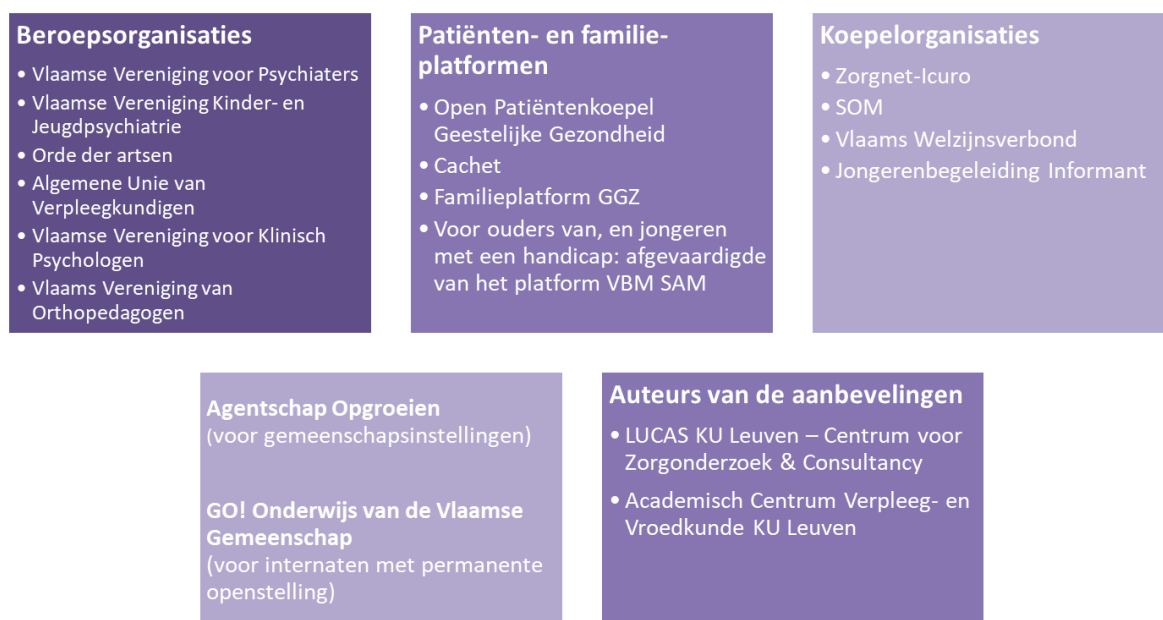 Beroepsorganisaties
• Vlaamse Vereniging voor Psychiaters
• Vlaamse Vereniging Kinder- en
Jeugdpsychiatrie
• Orde der artsen
• Algemene Unie van
Verpleegkundigen
• Vlaamse Vereniging voor Klinisch
Psychologen
• Vlaams Vereniging van
Orthopedagogen
Patiënten- en familie-
platformen
• Open Patiëntenkoepel
Geestelijke Gezondheid
• Cachet
• Familieplatform GGZ
• Voor ouders van, en jongeren
met een handicap: afgevaardigde
van het platform VBM SAM
Koepelorganisaties
• Zorgnet-Icuro
• SOM
• Vlaams Welzijnsverbond
• Jongerenbegeleiding Informant
Agentschap Opgroeien
(voor gemeenschapsinstellingen)
GO! Onderwijs van de Vlaamse
Gemeenschap
(voor internaten met permanente
openstelling)
Auteurs van de aanbevelingen
• LUCAS KU Leuven – Centrum voor
Zorgonderzoek & Consultancy
• Academisch Centrum Verpleeg- en
Vroedkunde KU Leuven